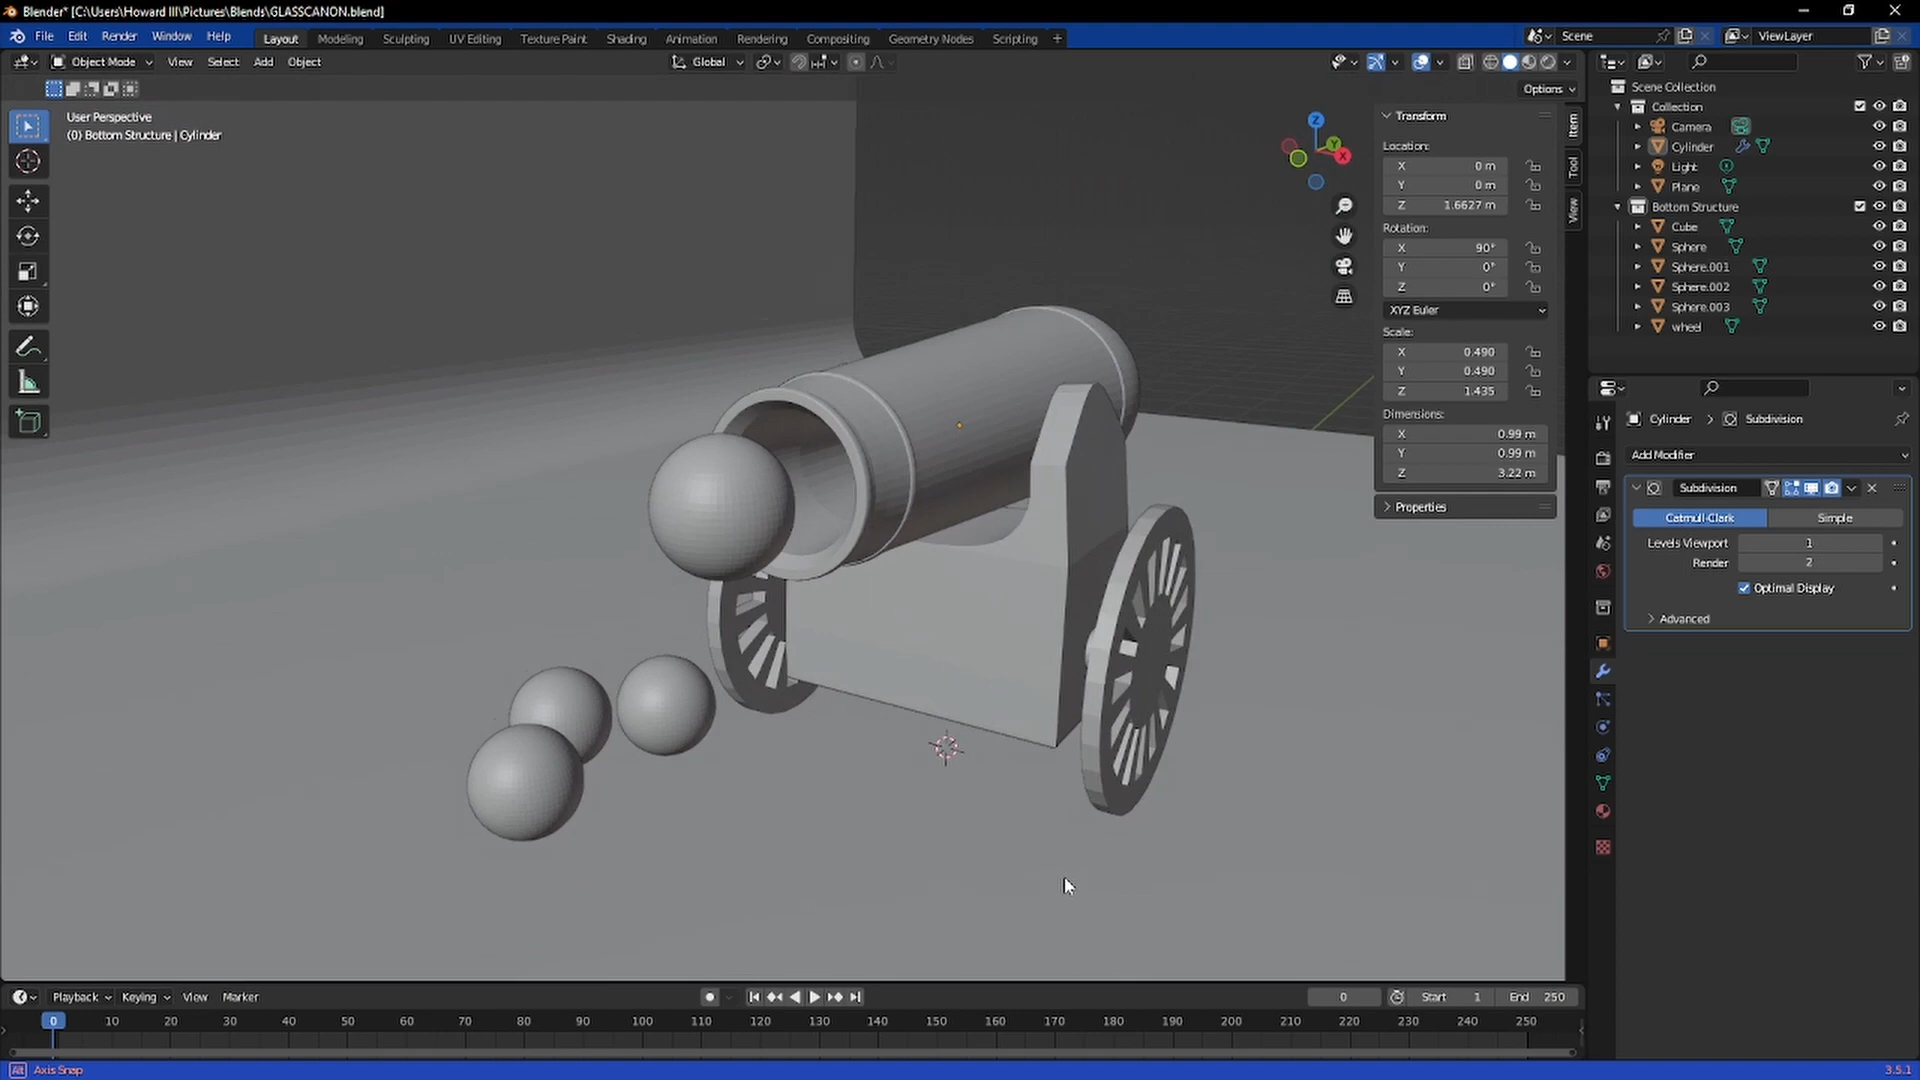 Blender* [C:\Users\Howard III\Pictures\Blends\GLASSCANON.blend]
File Edit Render Window Help Layout Modeling Sculpting UV Editing Texture Paint Shading Animation Rendering Compositing Geometry Nodes Scripting + Scene ViewLayer
Object Mode View Select Add Object Global
Options
User Perspective
(0) Bottom Structure | Cylinder
Z
Y
X
Transform
Location:
X 0 m
Y 0 m
Z 1.6627 m
Rotation:
X 90°
Y 0°
Z 0°
XYZ Euler
Scale:
X 0.490
Y 0.490
Z 1.435
Dimensions:
X 0.99 m
Y 0.99 m
Z 3.22 m
Properties
Item
Tool
View
Scene Collection
Collection
Camera
Cylinder
Light
Plane
Bottom Structure
Cube
Sphere
Sphere.001
Sphere.002
Sphere.003
wheel
Cylinder > Subdivision
Add Modifier
Subdivision
Catmull-Clark Simple
Levels Viewport 1
Render 2
Optimal Display
Advanced
Playback Keying View Marker 0 Start 1 End 250
0 10 20 30 40 50 60 70 80 90 100 110 120 130 140 150 160 170 180 190 200 210 220 230 240 250
Alt Axis Snap 3.5.1